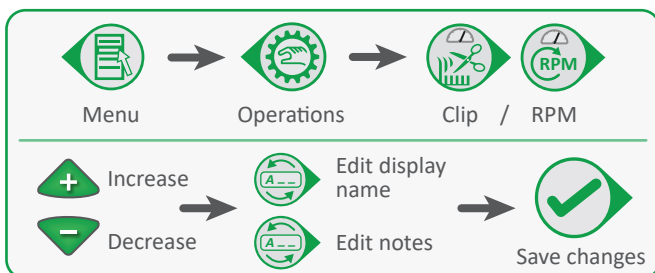 RPM
Menu
Operations
Clip / RPM
+ Increase
A _ _
Edit display
name
− Decrease
A _ _
Edit notes
Save changes